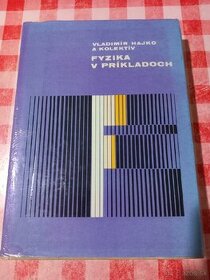 VLADIMÍR HAJKO
A KOLEKTÍV
FYZIKA
V PRÍKLADOCH